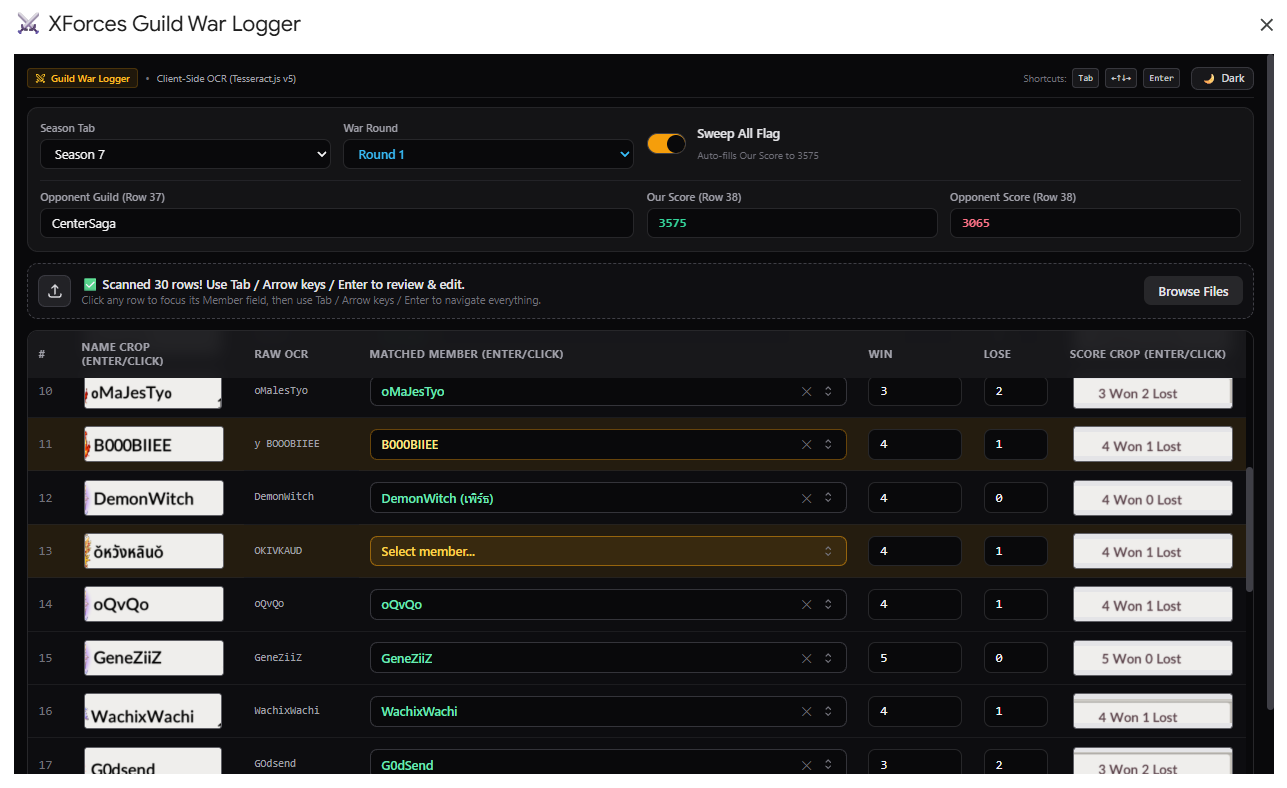 XForces Guild War Logger
Guild War Logger • Client-Side OCR (Tesseract.js v5) Shortcuts: Tab ←↑↓→ Enter Dark
Season Tab War Round Sweep All Flag
Season 7 Round 1 Auto-fills Our Score to 3575
Opponent Guild (Row 37) Our Score (Row 38) Opponent Score (Row 38)
CenterSaga 3575 3065
Scanned 30 rows! Use Tab / Arrow keys / Enter to review & edit.
Click any row to focus its Member field, then use Tab / Arrow keys / Enter to navigate everything.
Browse Files
# NAME CROP (ENTER/CLICK) RAW OCR MATCHED MEMBER (ENTER/CLICK) WIN LOSE SCORE CROP (ENTER/CLICK)
10 oMaJesTyo oMalesTyo oMaJesTyo 3 2 3 Won 2 Lost
11 B000BIIEE y BOOOBIIEE B000BIIEE 4 1 4 Won 1 Lost
12 DemonWitch DemonWitch DemonWitch (เพิร์ธ) 4 0 4 Won 0 Lost
13 ŏหวังหลีนŏ OKIVKAUD Select member... 4 1 4 Won 1 Lost
14 oQvQo oQvQo oQvQo 4 1 4 Won 1 Lost
15 GeneZiiZ GeneZiiZ GeneZiiZ 5 0 5 Won 0 Lost
16 WachixWachi WachixWachi WachixWachi 4 1 4 Won 1 Lost
17 G0dsend G0dsend G0dSend 3 2 3 Won 2 Lost